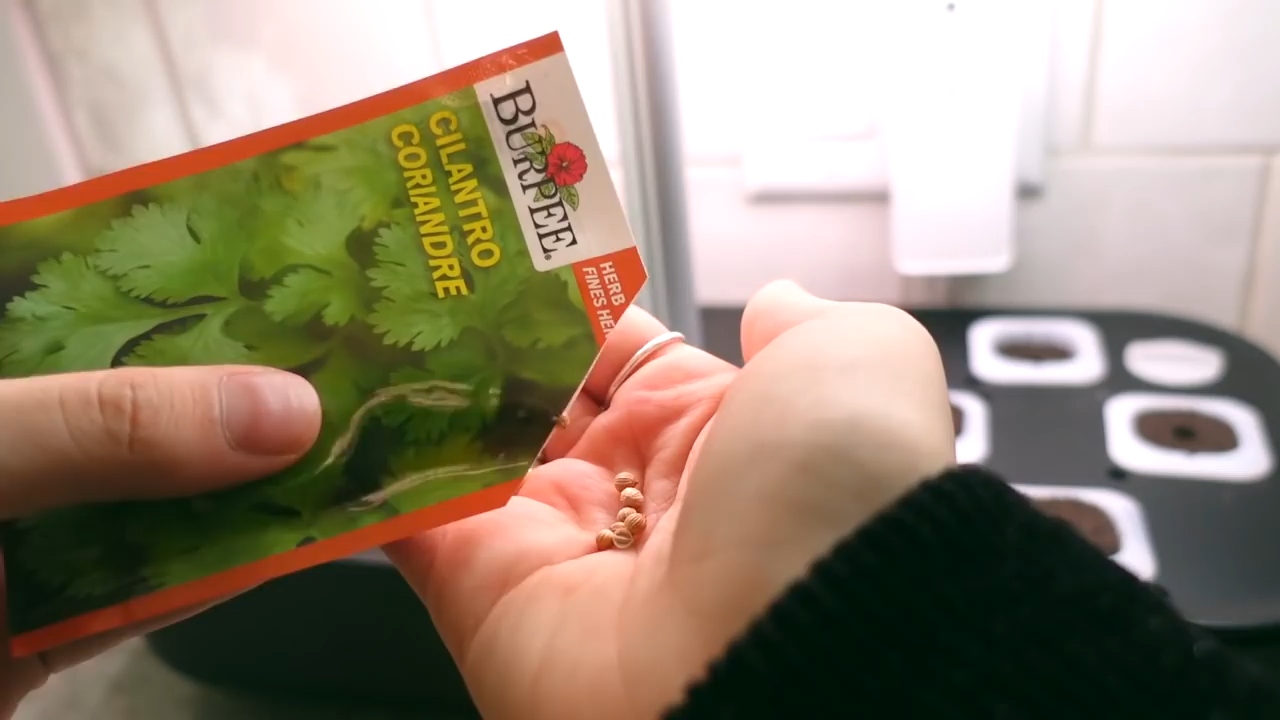 BURPEE.
CILANTRO
CORIANDRE
HERB
FINES HE